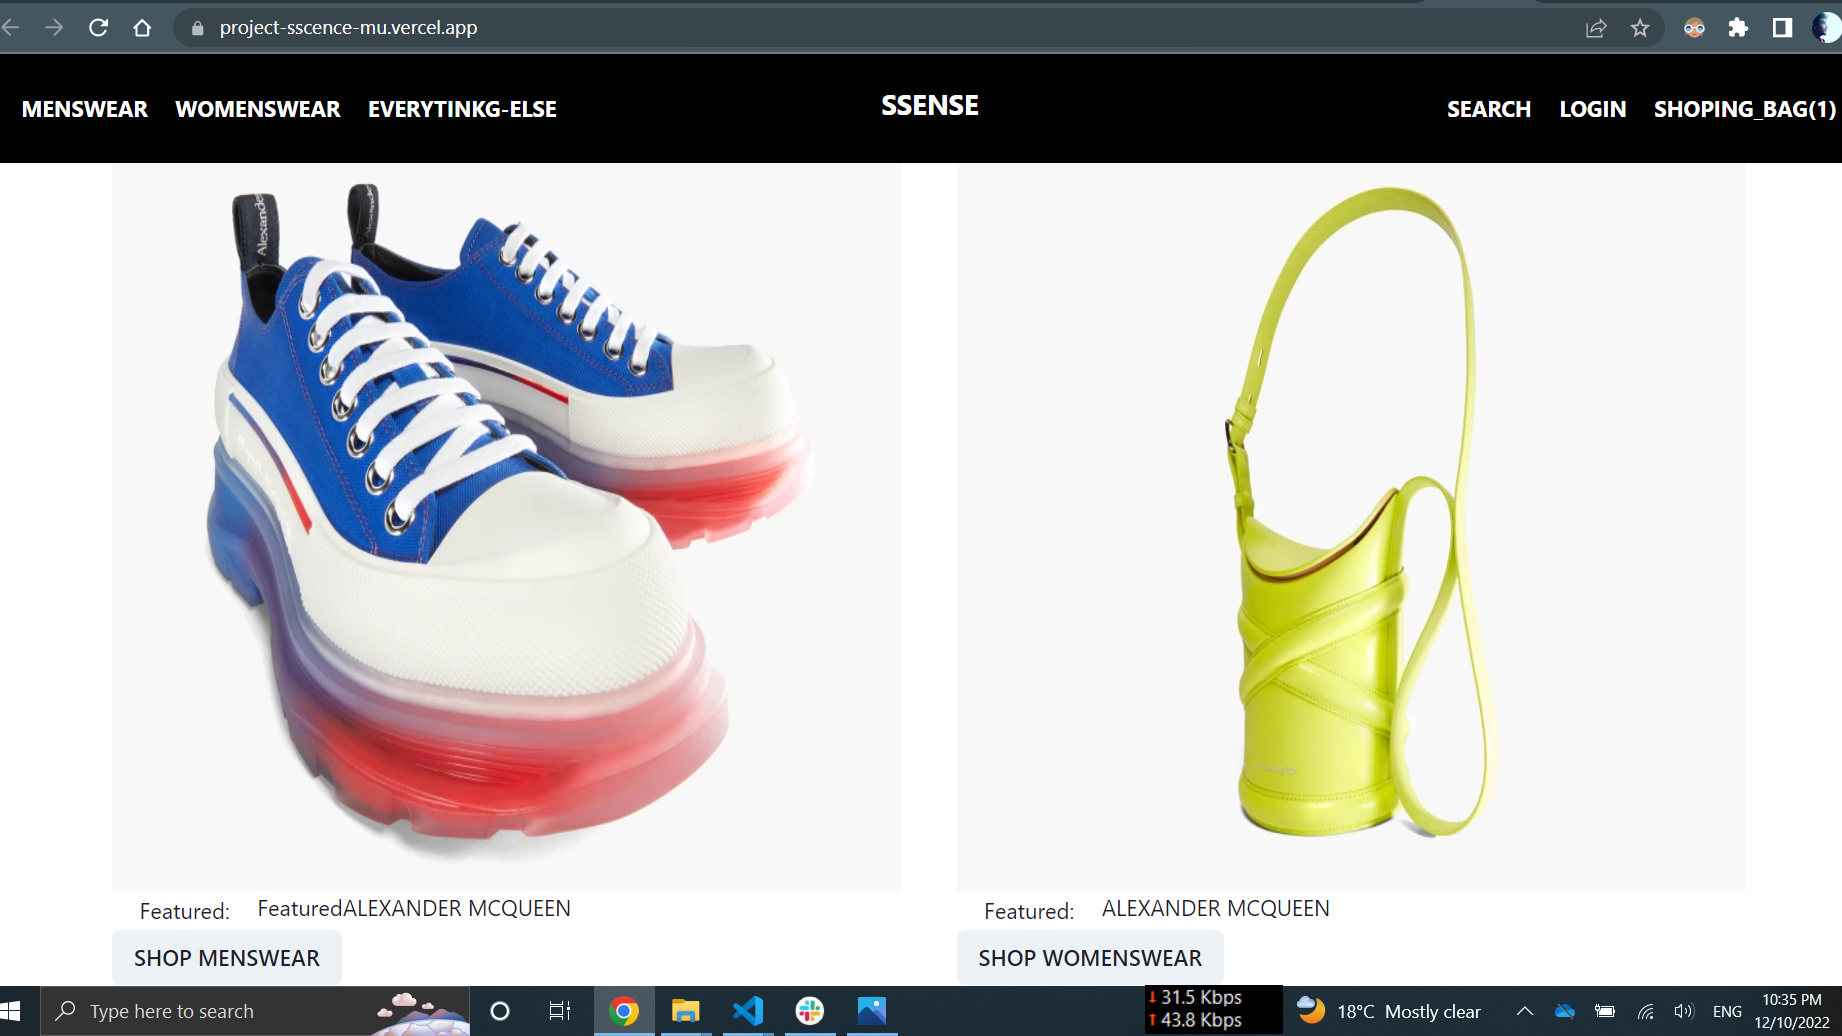 project-sscence-mu.vercel.app
MENSWEAR WOMENSWEAR EVERYTINKG-ELSE SSENSE SEARCH LOGIN SHOPING_BAG(1)
Alexande
Featured: FeaturedALEXANDER MCQUEEN
SHOP MENSWEAR
Featured: ALEXANDER MCQUEEN
SHOP WOMENSWEAR
Type here to search
↓ 31.5 Kbps
↑ 43.8 Kbps
18°C Mostly clear
ENG
10:35 PM
12/10/2022